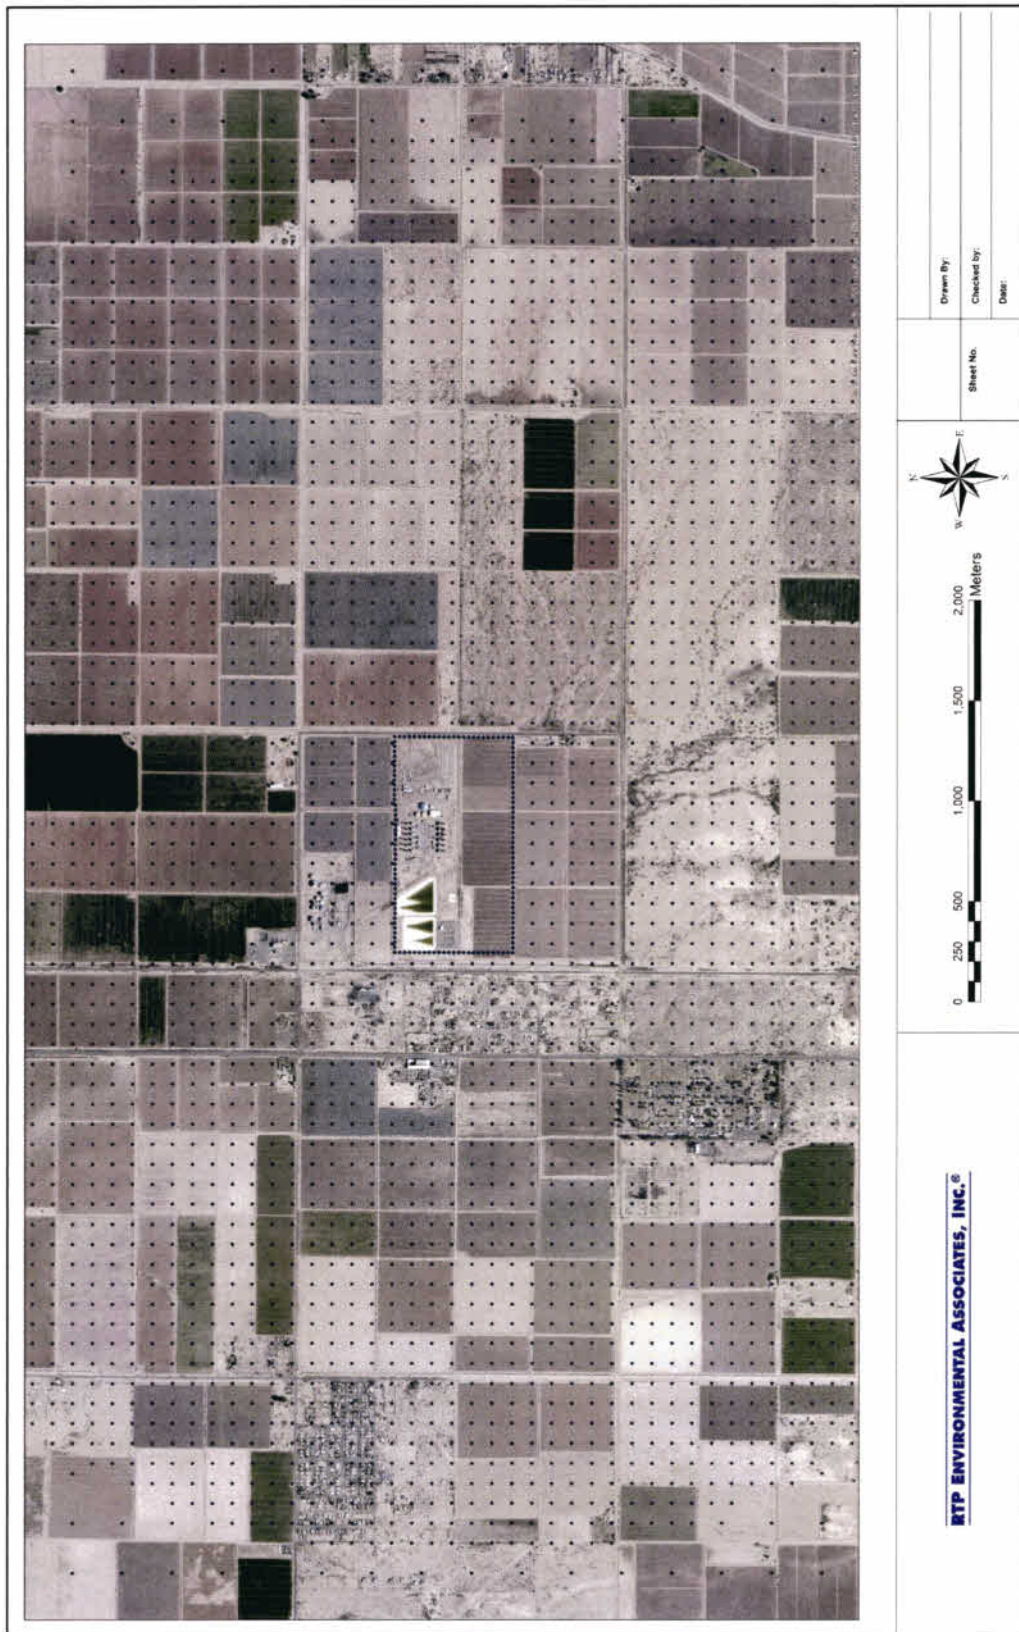 Drawn By:
Checked by:
Date:
Sheet No.
N
E
S
W
0 250 500 1,000 1,500 2,000
Meters
RTP ENVIRONMENTAL ASSOCIATES, INC.®